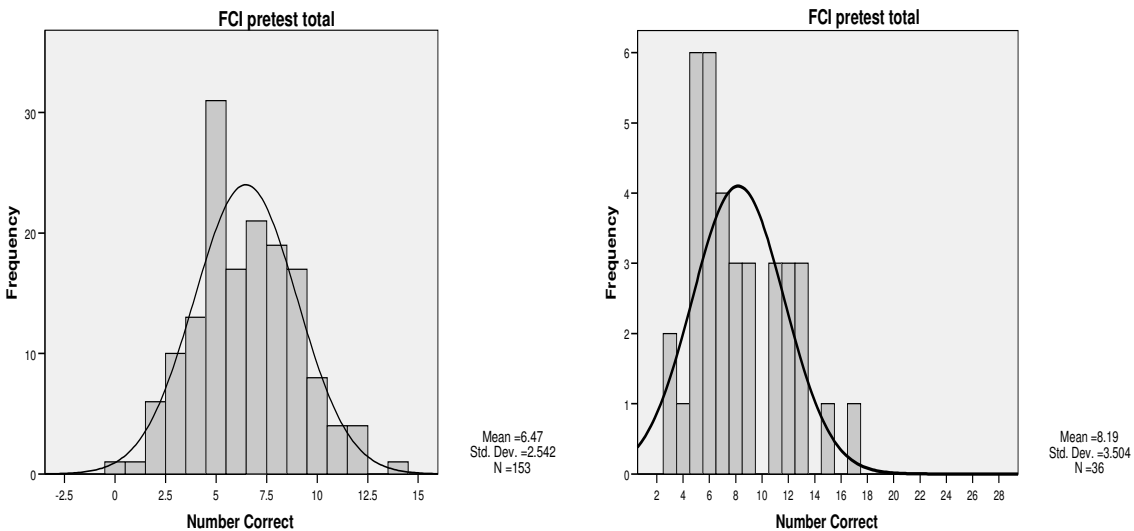 FCI pretest total
30
20
10
0
Frequency
-2.5 0 2.5 5 7.5 10 12.5 15
Number Correct
Mean =6.47
Std. Dev. =2.542
N =153
FCI pretest total
6
5
4
3
2
1
0
Frequency
2 4 6 8 10 12 14 16 18 20 22 24 26 28
Number Correct
Mean =8.19
Std. Dev. =3.504
N =36